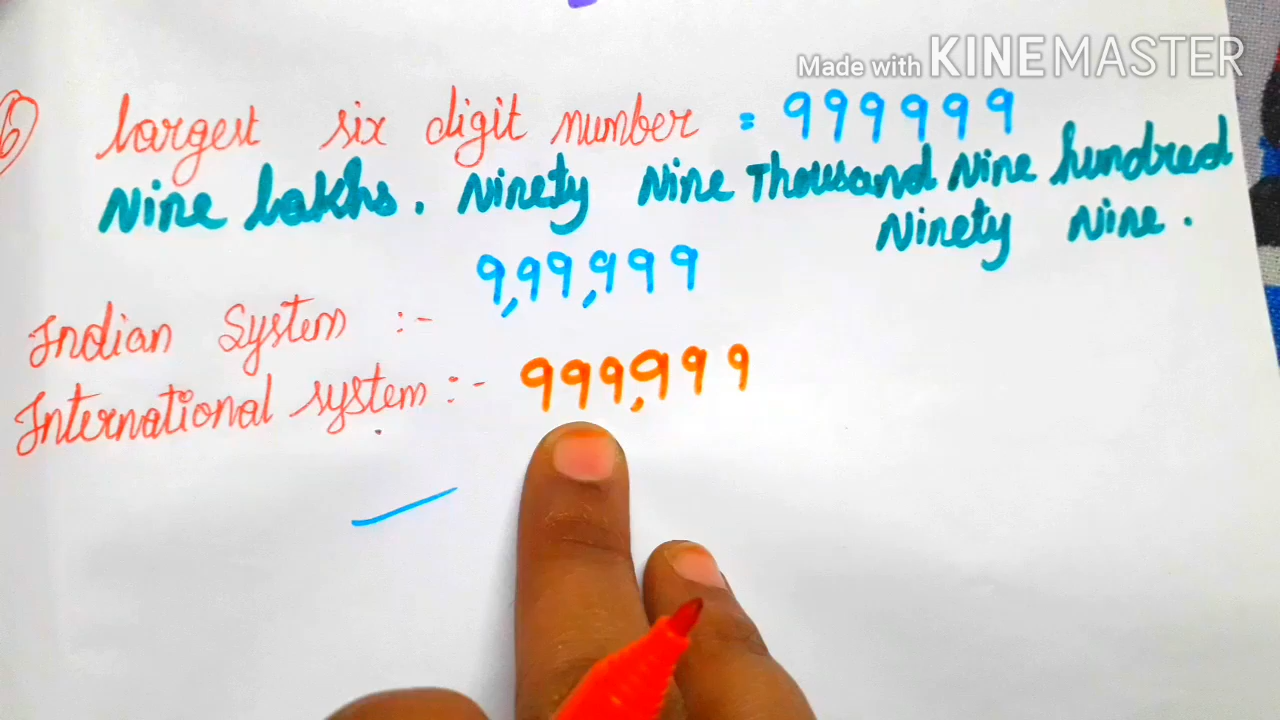 Made with KINEMASTER
6
largest six digit number = 999999
Nine Lakhs. Ninety Nine Thousand Nine hundred
Ninety Nine.
Indian System :- 9,99,999
International system :- 999,999